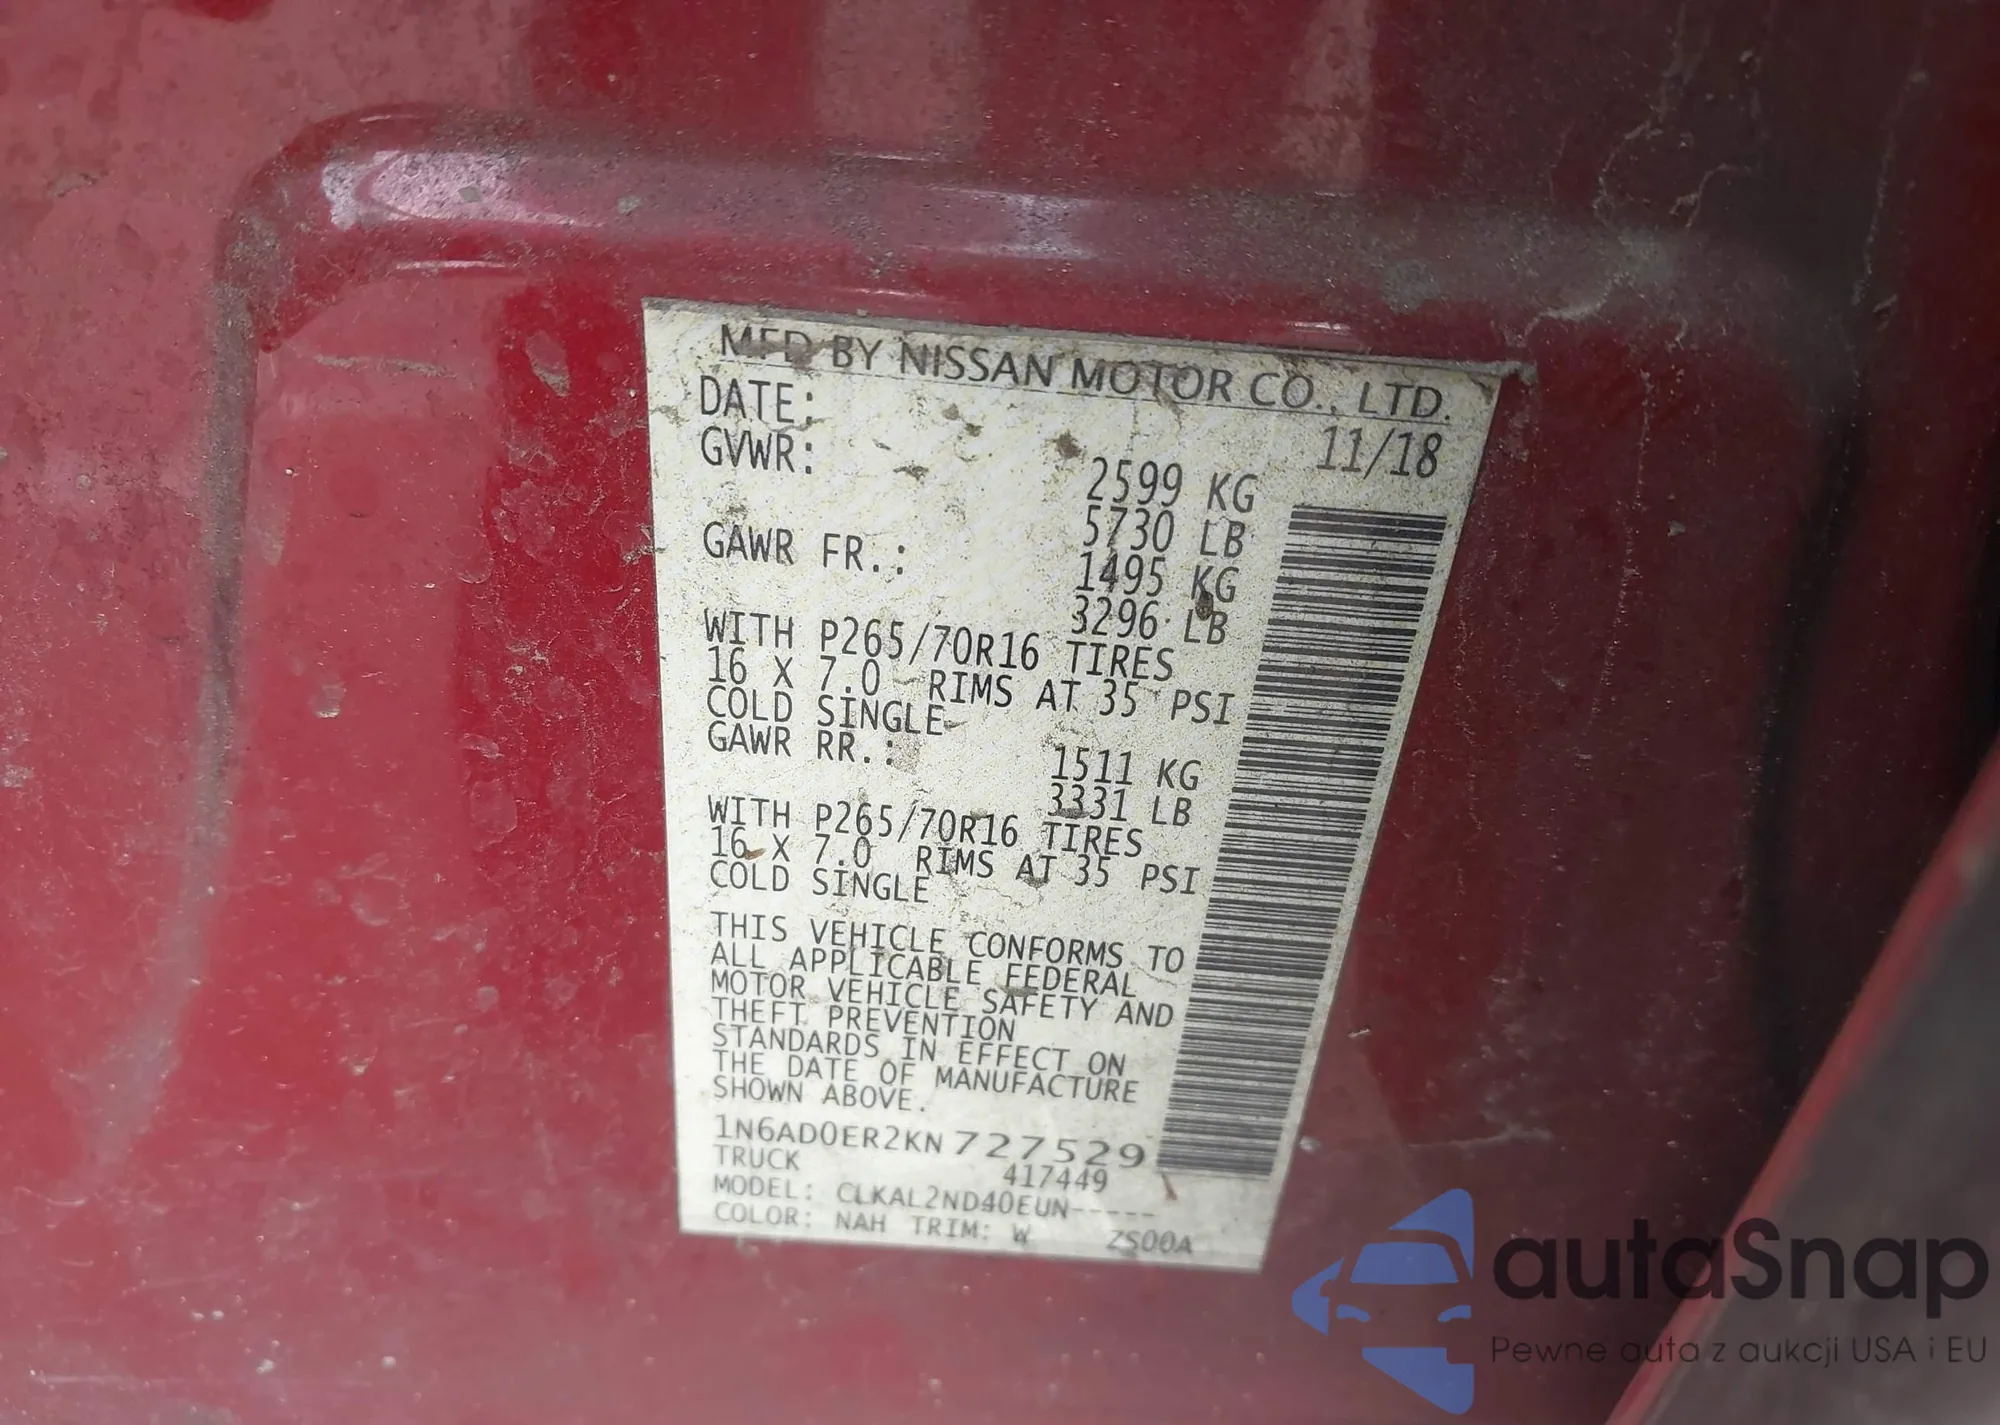 MFD BY NISSAN MOTOR CO., LTD.
DATE: 11/18
GVWR: 2599 KG
5730 LB
GAWR FR.: 1495 KG
3296 LB
WITH P265/70R16 TIRES
16 X 7.0 RIMS AT 35 PSI
COLD SINGLE
GAWR RR.: 1511 KG
3331 LB
WITH P265/70R16 TIRES
16 X 7.0 RIMS AT 35 PSI
COLD SINGLE
THIS VEHICLE CONFORMS TO
ALL APPLICABLE FEDERAL
MOTOR VEHICLE SAFETY AND
THEFT PREVENTION
STANDARDS IN EFFECT ON
THE DATE OF MANUFACTURE
SHOWN ABOVE.
1N6AD0ER2KN727529
TRUCK 417449
MODEL: CLKAL2ND40EUN-----
COLOR: NAH TRIM: W ZS00A
autaSnap
Pewne auta z aukcji USA i EU